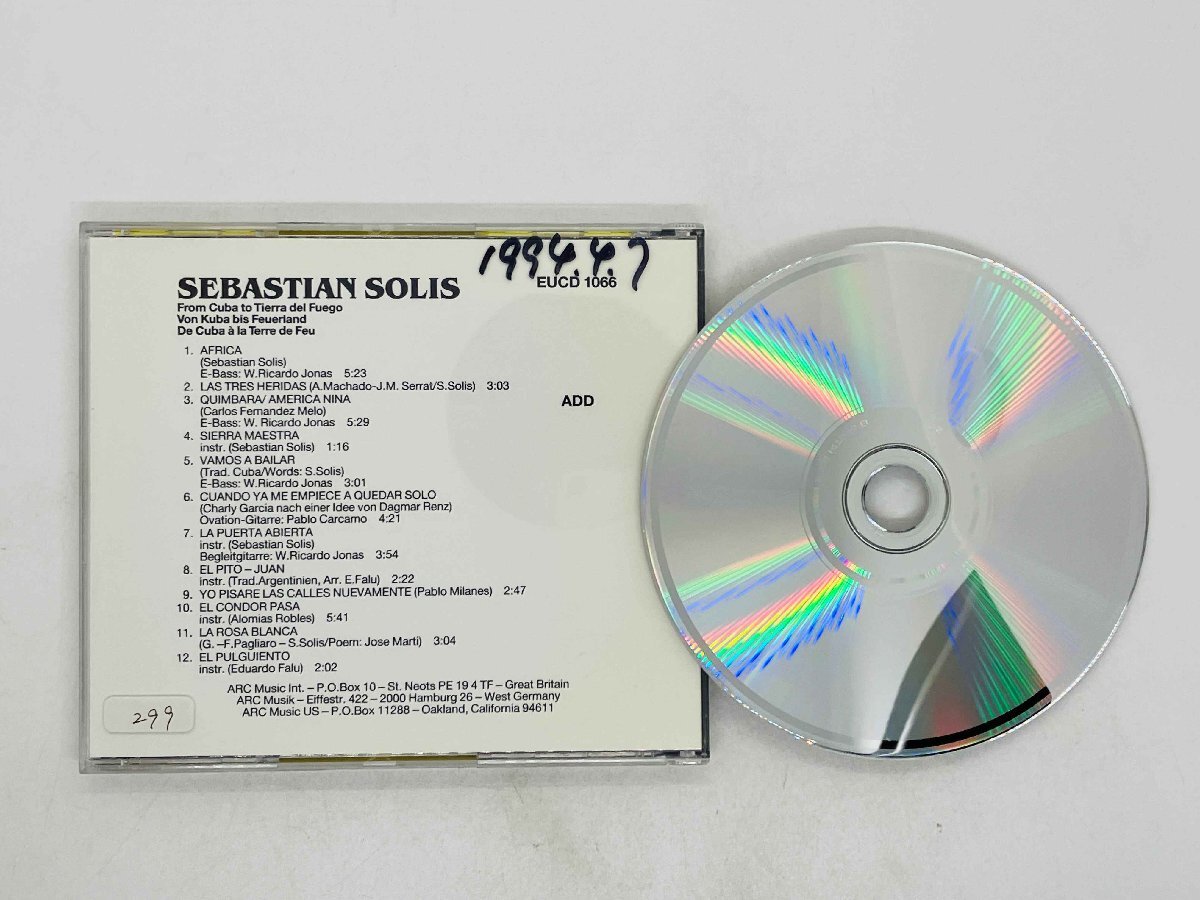 1994.4.7
SEBASTIAN SOLIS
EUCD 1066
From Cuba to Tierra del Fuego
Von Kuba bis Feuerland
De Cuba à la Terre de Feu
1. AFRICA
(Sebastian Solis)
E-Bass: W.Ricardo Jonas 5:23
2. LAS TRES HERIDAS (A.Machado-J.M. Serrat/S.Solis) 3:03
3. QUIMBARA/ AMERICA NINA
(Carlos Fernandez Melo)
E-Bass: W. Ricardo Jonas 5:29
ADD
4. SIERRA MAESTRA
instr. (Sebastian Solis) 1:16
5. VAMOS A BAILAR
(Trad. Cuba/Words: S.Solis)
E-Bass: W.Ricardo Jonas 3:01
6. CUANDO YA ME EMPIECE A QUEDAR SOLO
(Charly Garcia nach einer Idee von Dagmar Renz)
Ovation-Gitarre: Pablo Carcamo 4:21
7. LA PUERTA ABIERTA
instr. (Sebastian Solis)
Begleitgitarre: W.Ricardo Jonas 3:54
8. EL PITO – JUAN
instr. (Trad.Argentinien, Arr. E.Falu) 2:22
9. YO PISARE LAS CALLES NUEVAMENTE (Pablo Milanes) 2:47
10. EL CONDOR PASA
instr. (Alomias Robles) 5:41
11. LA ROSA BLANCA
(G. –F.Pagliaro – S.Solis/Poem: Jose Marti) 3:04
12. EL PULGUIENTO
instr. (Eduardo Falu) 2:02
ARC Music Int. – P.O.Box 10 – St. Neots PE 19 4 TF – Great Britain
ARC Musik – Eiffestr. 422 – 2000 Hamburg 26 – West Germany
ARC Music US – P.O.Box 11288 – Oakland, California 94611
299